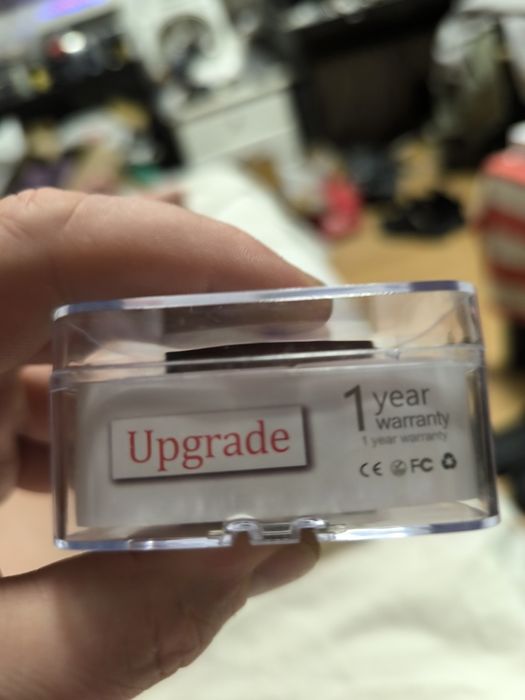 Upgrade
1 year
warranty
1 year warranty
CE FC